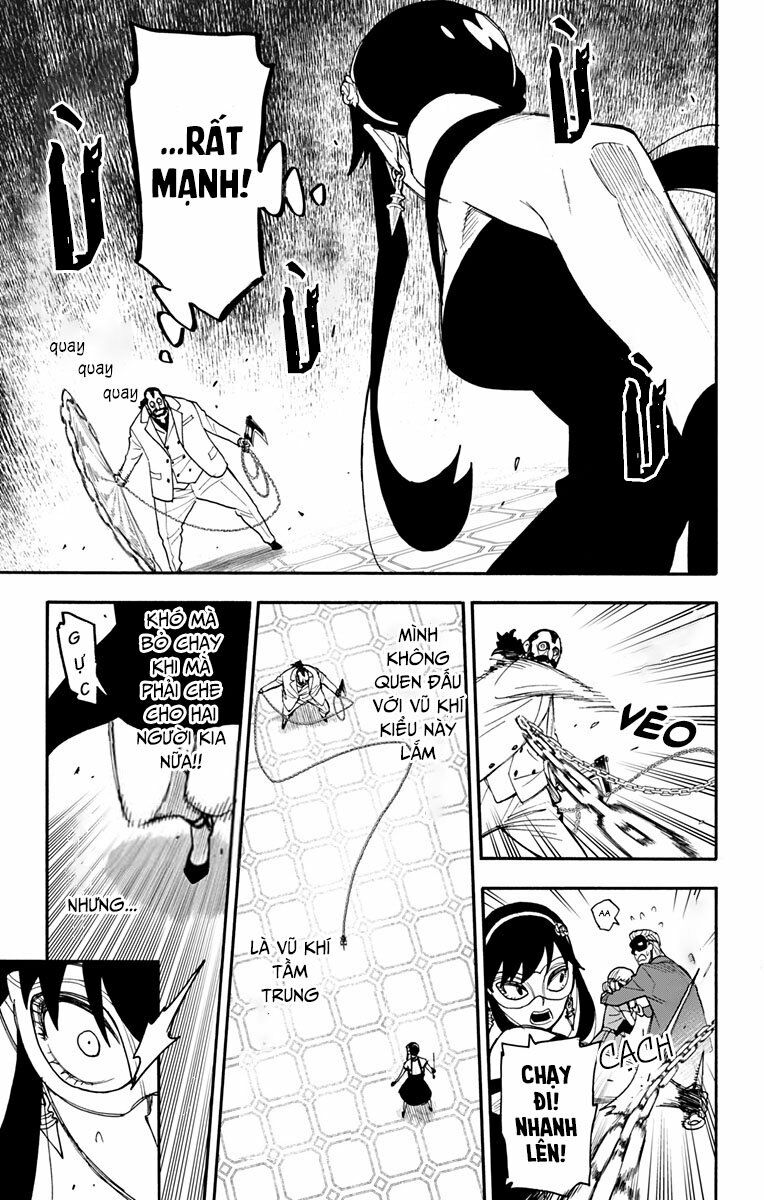 Ù
Ù
Ù
Ù
Ù
...RẤT
MẠNH!
quay
quay
quay
VÈO
AA
CẠCH
CHẠY
ĐI!
NHANH
LÊN!
MÌNH
KHÔNG
QUEN ĐẤU
VỚI VŨ KHÍ
KIỂU NÀY
LẮM
LÀ VŨ KHÍ
TẦM
TRUNG
KHÓ MÀ
BỎ CHẠY
KHI MÀ
PHẢI CHE
CHO HAI
NGƯỜI KIA
NỮA!!
GỰC
NHƯNG...